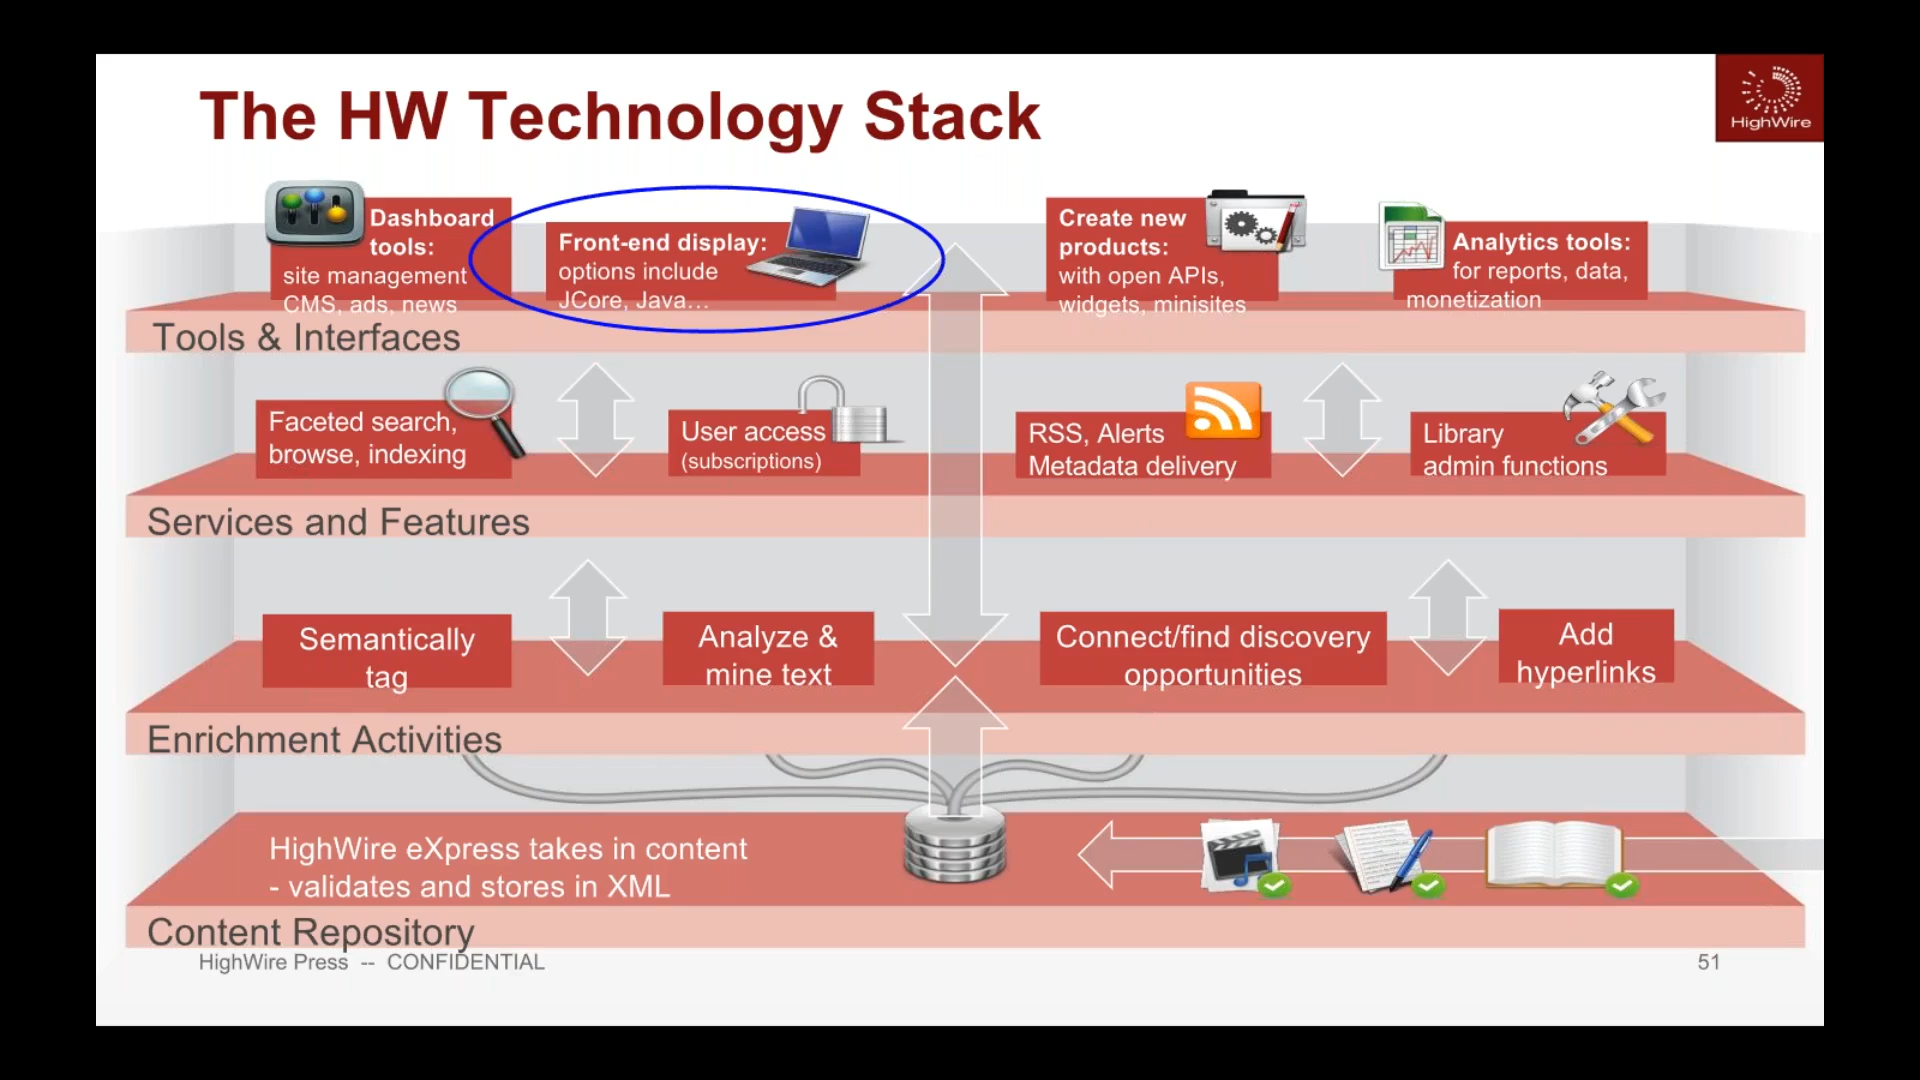 The HW Technology Stack
HighWire
Dashboard
tools:
site management
CMS, ads, news
Front-end display:
options include
JCore, Java...
Create new
products:
with open APIs,
widgets, minisites
Analytics tools:
for reports, data,
monetization
Tools & Interfaces
Faceted search,
browse, indexing
User access
(subscriptions)
RSS, Alerts
Metadata delivery
Library
admin functions
Services and Features
Semantically
tag
Analyze &
mine text
Connect/find discovery
opportunities
Add
hyperlinks
Enrichment Activities
HighWire eXpress takes in content
- validates and stores in XML
Content Repository
HighWire Press -- CONFIDENTIAL
51